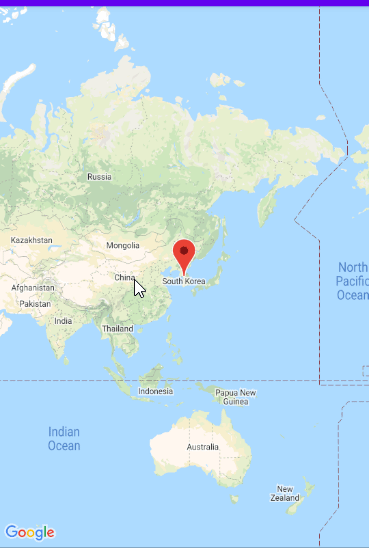 Russia
Kazakhstan
Mongolia
China
South Korea
Afghanistan
Pakistan
India
Thailand
North
Pacific
Ocean
Indonesia
Papua New
Guinea
Indian
Ocean
Australia
New
Zealand
Google